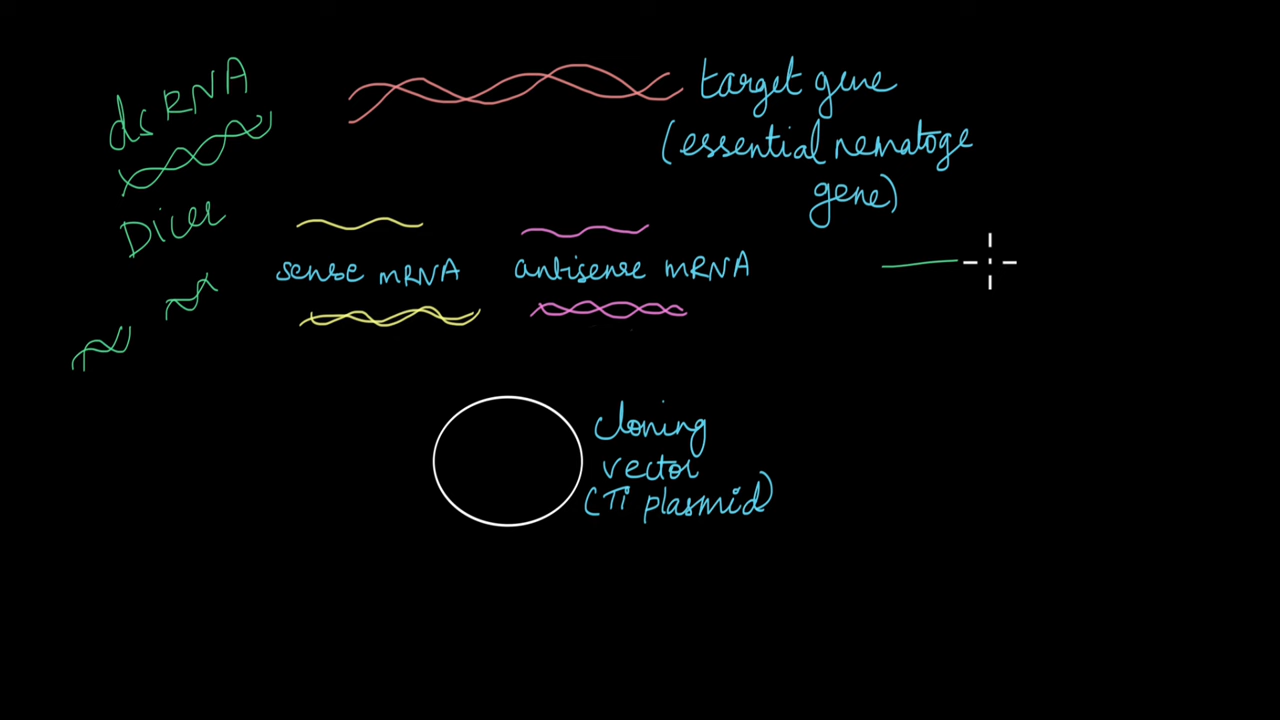 dsRNA
target gene
(essential nematoge
gene)
Dicer
sense mRNA
antisense mRNA
cloning
vector
(Ti plasmid)